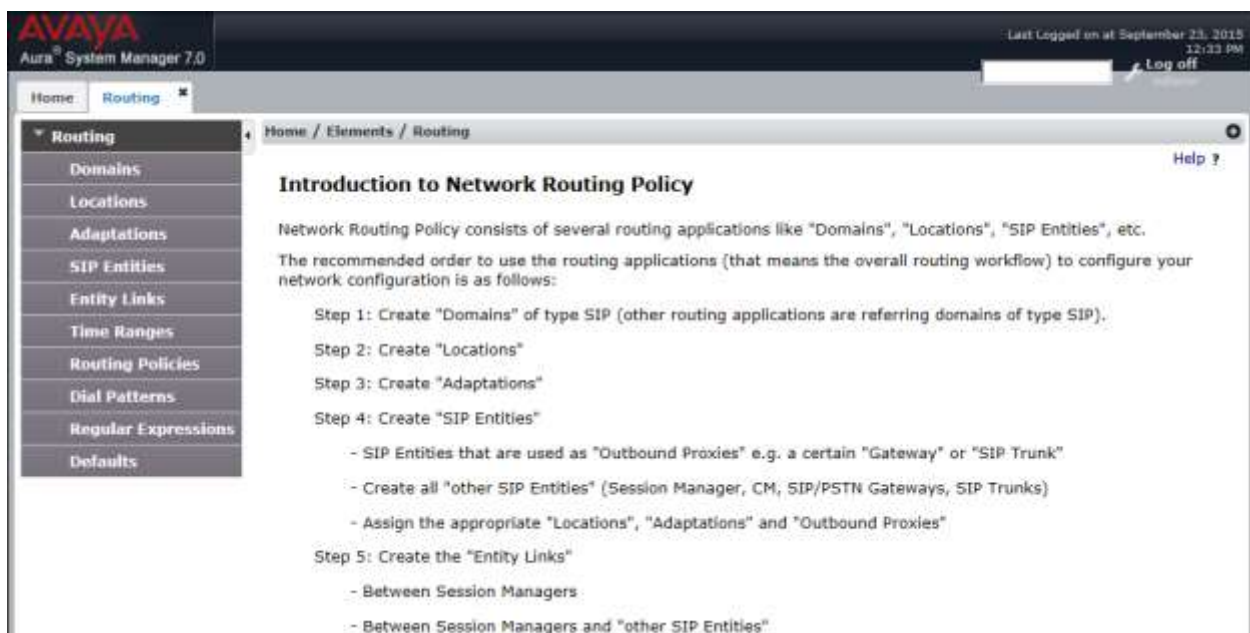 AVAYA
Aura® System Manager 7.0
Last Logged on at September 23, 2015
12:33 PM
Log off
Home
Routing
Routing
Domains
Locations
Adaptations
SIP Entities
Entity Links
Time Ranges
Routing Policies
Dial Patterns
Regular Expressions
Defaults
Home / Elements / Routing
Help ?
Introduction to Network Routing Policy
Network Routing Policy consists of several routing applications like "Domains", "Locations", "SIP Entities", etc.
The recommended order to use the routing applications (that means the overall routing workflow) to configure your
network configuration is as follows:
Step 1: Create "Domains" of type SIP (other routing applications are referring domains of type SIP).
Step 2: Create "Locations"
Step 3: Create "Adaptations"
Step 4: Create "SIP Entities"
- SIP Entities that are used as "Outbound Proxies" e.g. a certain "Gateway" or "SIP Trunk"
- Create all "other SIP Entities" (Session Manager, CM, SIP/PSTN Gateways, SIP Trunks)
- Assign the appropriate "Locations", "Adaptations" and "Outbound Proxies"
Step 5: Create the "Entity Links"
- Between Session Managers
- Between Session Managers and "other SIP Entities"